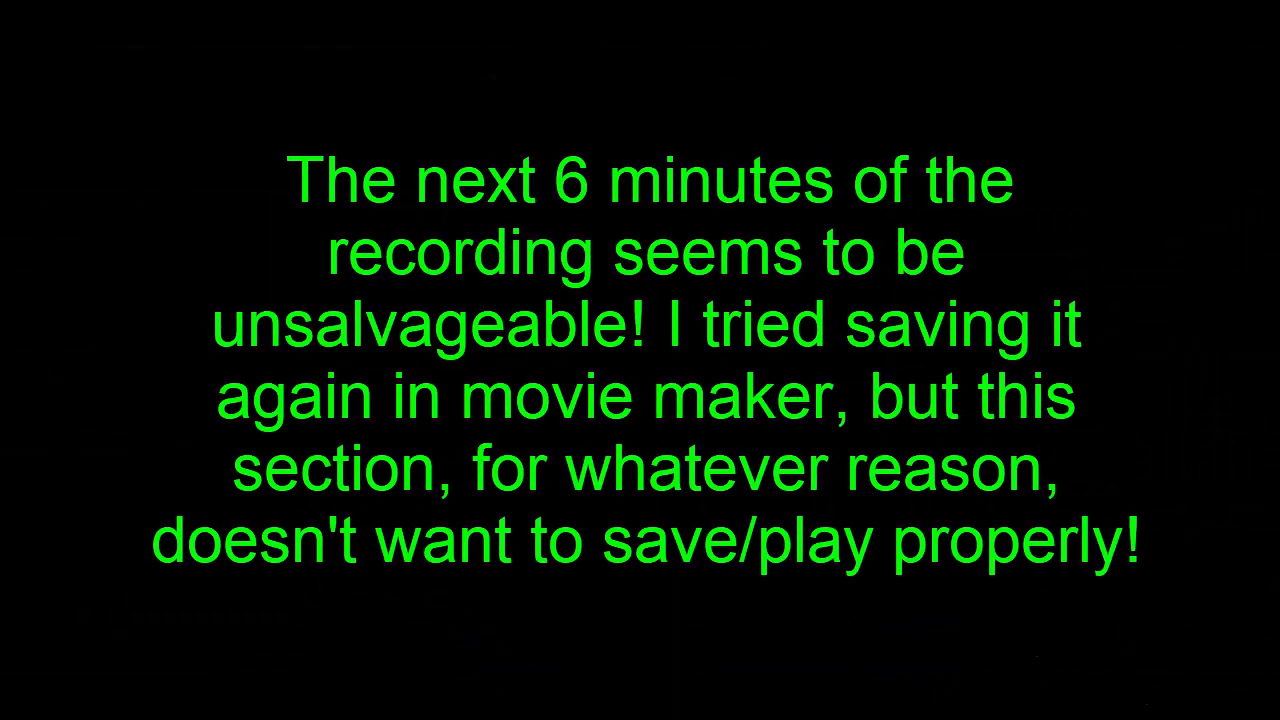 The next 6 minutes of the
recording seems to be
unsalvageable! I tried saving it
again in movie maker, but this
section, for whatever reason,
doesn't want to save/play properly!